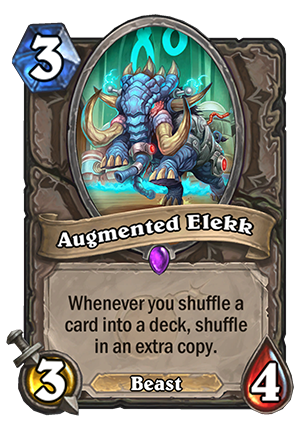 3
Augmented Elekk
Whenever you shuffle a
card into a deck, shuffle
in an extra copy.
3
Beast
4